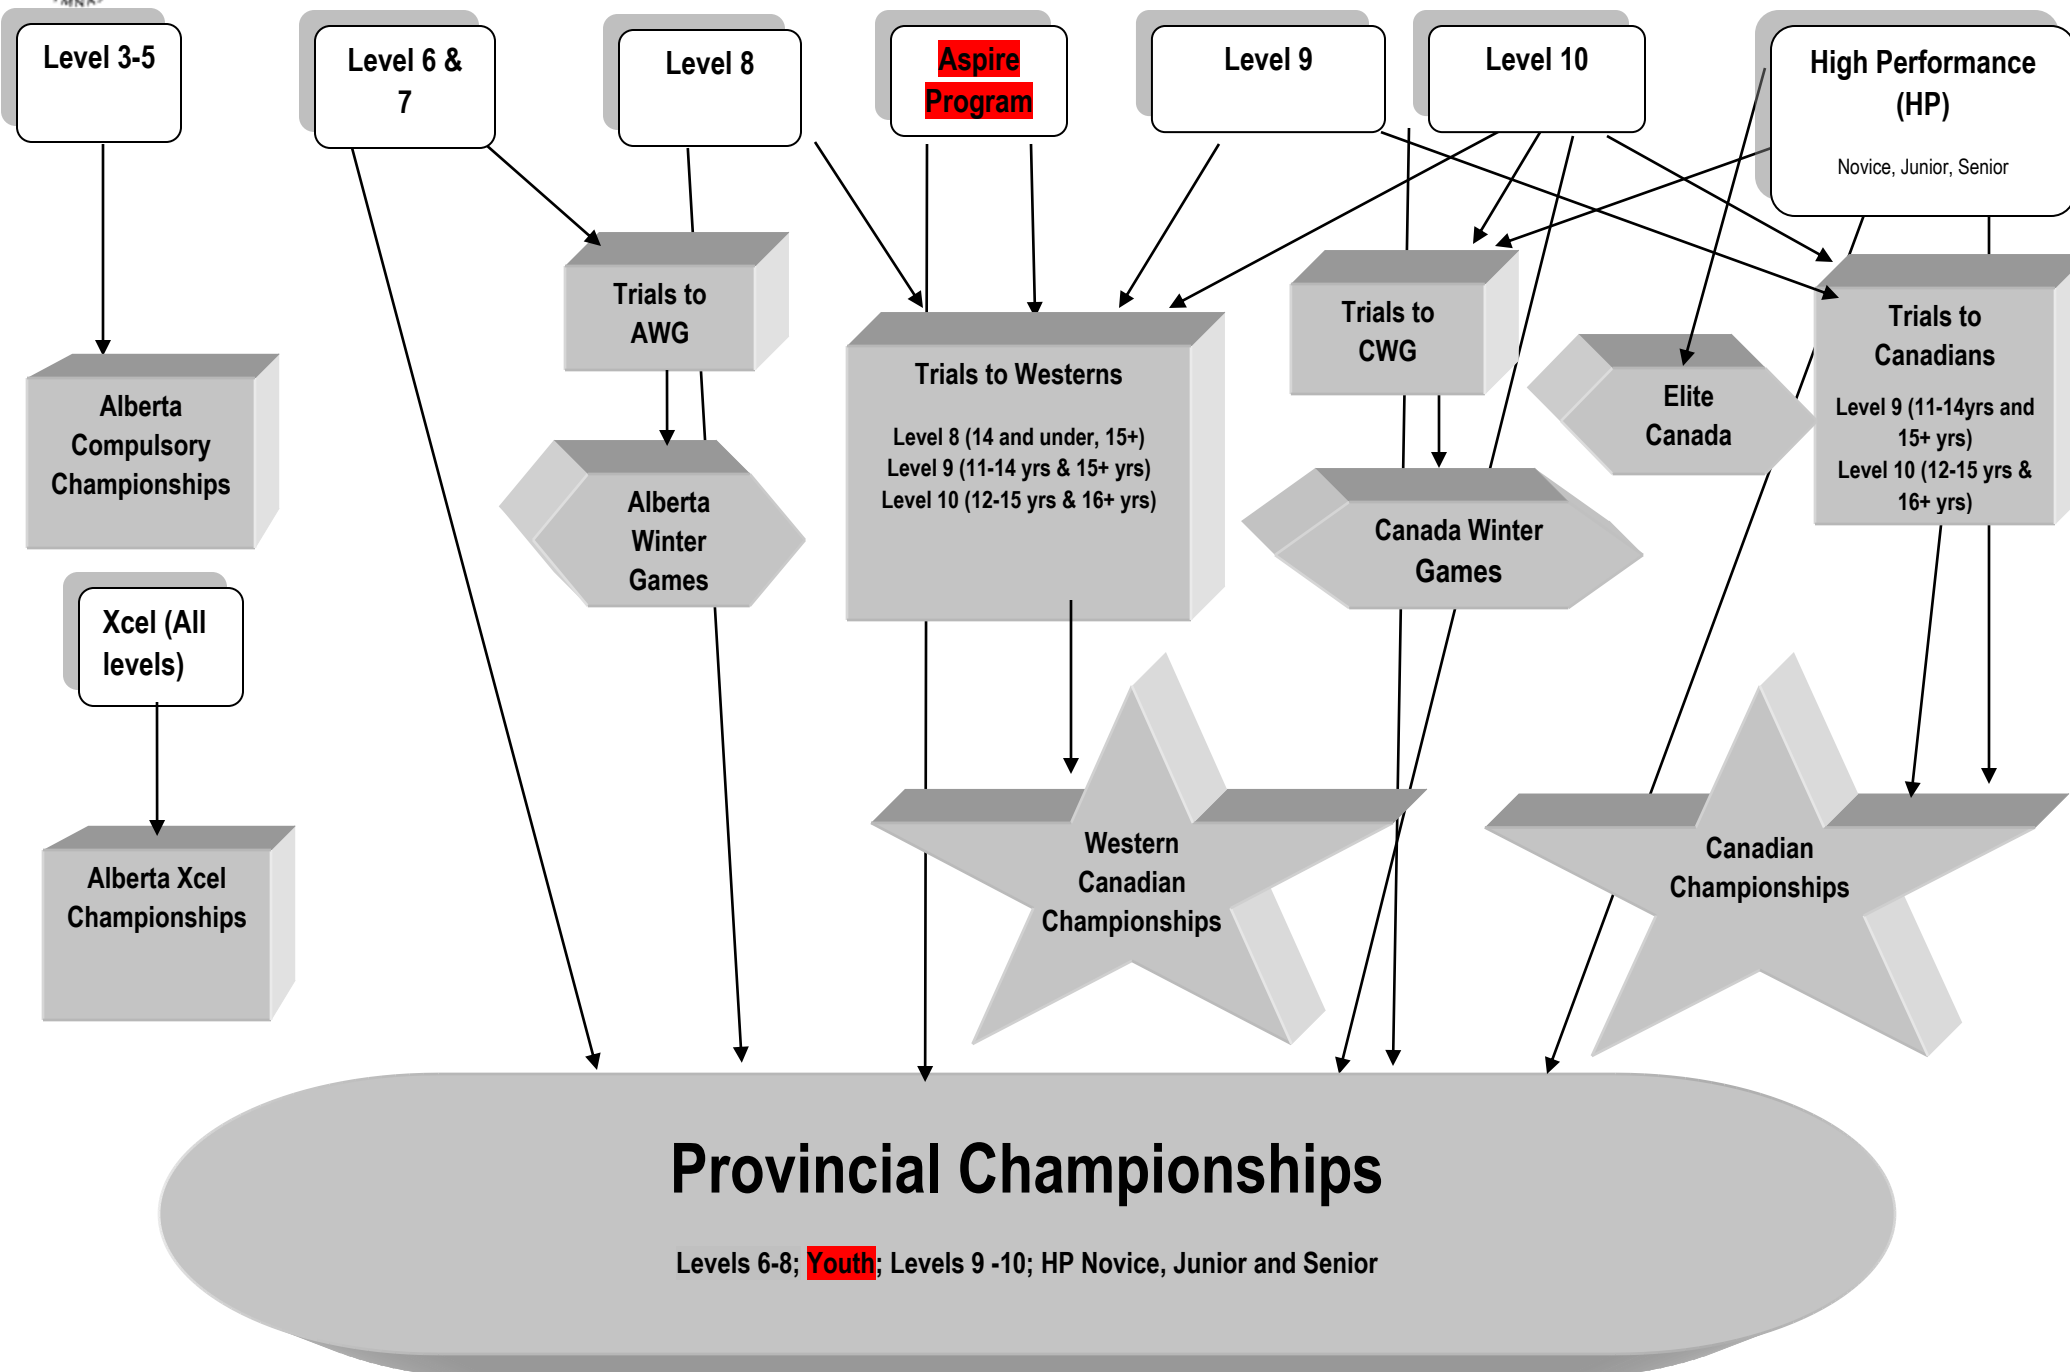 Level 3-5
Level 6 &
7
Level 8
Aspire
Program
Level 9
Level 10
High Performance
(HP)
Novice, Junior, Senior
Trials to
AWG
Trials to Westerns
Level 8 (14 and under, 15+)
Level 9 (11-14 yrs & 15+ yrs)
Level 10 (12-15 yrs & 16+ yrs)
Trials to
CWG
Elite
Canada
Trials to
Canadians
Level 9 (11-14yrs and
15+ yrs)
Level 10 (12-15 yrs &
16+ yrs)
Alberta
Compulsory
Championships
Alberta
Winter
Games
Canada Winter
Games
Xcel (All
levels)
Alberta Xcel
Championships
Western
Canadian
Championships
Canadian
Championships
Provincial Championships
Levels 6-8; Youth; Levels 9 -10; HP Novice, Junior and Senior